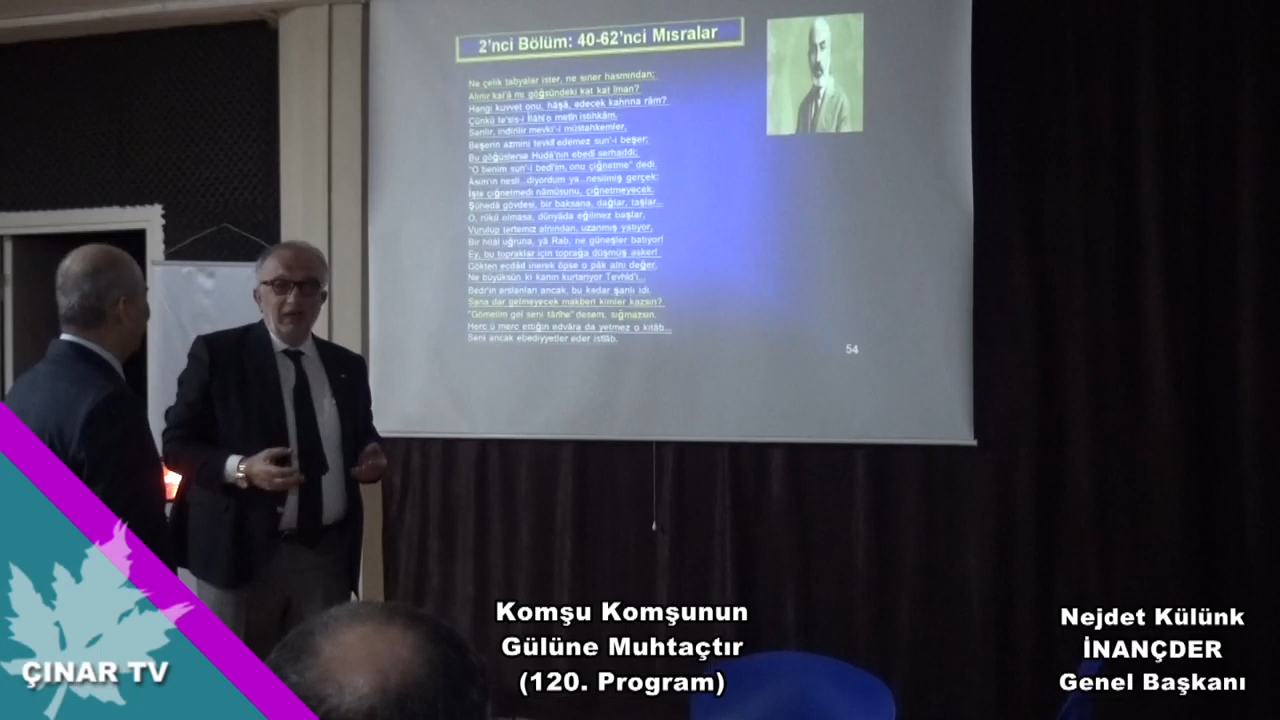 2'nci Bölüm: 40-62'nci Mısralar
Ne çelik tabyalar ister, ne siner hasmından;
Alınır kal'a mı göğsündeki kat kat îman?
Hangi kuvvet onu, hâşâ, edecek kahrına râm?
Çünkü te'sis-i İlâhî o metîn istihkâm.
Sarılır, indirilir mevki'-i müstahkemler,
Beşerin azmini tevkîf edemez sun'-i beşer;
Bu göğüslerse Hudâ'nın ebedî serhaddi;
"O benim sun'-i bedî'im, onu çiğnetme" dedi.
Âsım'ın nesli...diyordum ya...nesilmiş gerçek:
İşte çiğnetmedi nâmûsunu, çiğnetmeyecek.
Şühedâ gövdesi, bir baksana, dağlar, taşlar...
O, rükû olmasa, dünyâda eğilmez başlar,
Vurulup tertemiz alnından, uzanmış yatıyor,
Bir hilâl uğruna, yâ Rab, ne güneşler batıyor!
Ey, bu topraklar için toprağa düşmüş asker!
Gökten ecdâd inerek öpse o pâk alnı değer.
Ne büyüksün ki kanın kurtarıyor Tevhîd'i...
Bedr'in arslanları ancak, bu kadar şanlı idi.
Sana dar gelmeyecek makberi kimler kazsın?
"Gömelim gel seni târîhe" desem, sığmazsın.
Herc ü merc ettiğin edvâra da yetmez o kitâb...
Seni ancak ebediyyetler eder istîâb.
54
Komşu Komşunun
Gülüne Muhtaçtır
(120. Program)
Nejdet Külünk
İNANÇDER
Genel Başkanı
ÇINAR TV